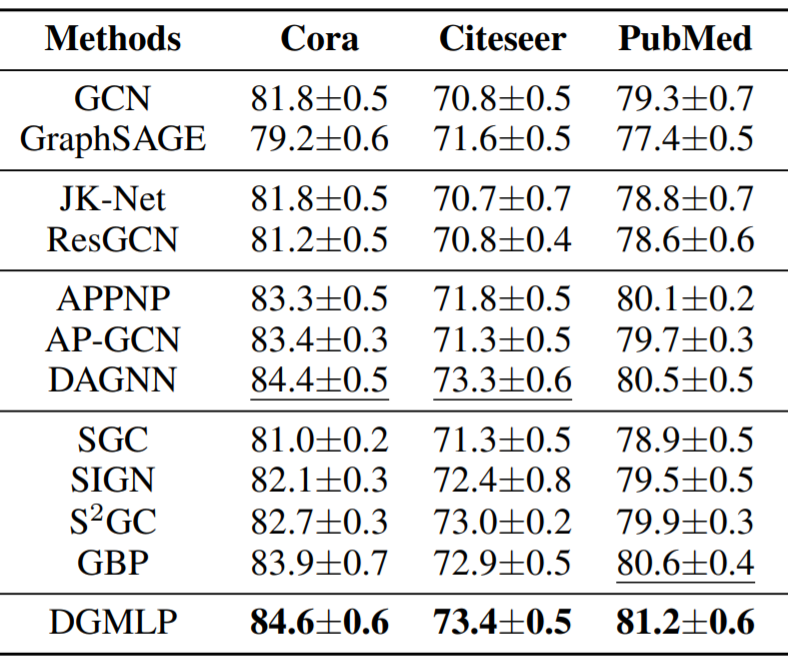 Methods Cora Citeseer PubMed
GCN 81.8±0.5 70.8±0.5 79.3±0.7
GraphSAGE 79.2±0.6 71.6±0.5 77.4±0.5
JK-Net 81.8±0.5 70.7±0.7 78.8±0.7
ResGCN 81.2±0.5 70.8±0.4 78.6±0.6
APPNP 83.3±0.5 71.8±0.5 80.1±0.2
AP-GCN 83.4±0.3 71.3±0.5 79.7±0.3
DAGNN 84.4±0.5 73.3±0.6 80.5±0.5
SGC 81.0±0.2 71.3±0.5 78.9±0.5
SIGN 82.1±0.3 72.4±0.8 79.5±0.5
S²GC 82.7±0.3 73.0±0.2 79.9±0.3
GBP 83.9±0.7 72.9±0.5 80.6±0.4
DGMLP 84.6±0.6 73.4±0.5 81.2±0.6